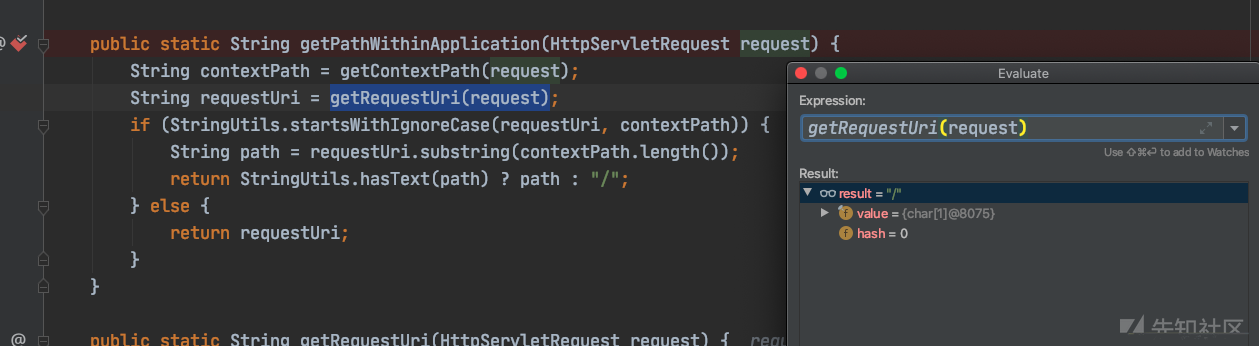 public static String getPathWithinApplication(HttpServletRequest request) {
String contextPath = getContextPath(request);
String requestUri = getRequestUri(request);
if (StringUtils.startsWithIgnoreCase(requestUri, contextPath)) {
String path = requestUri.substring(contextPath.length());
return StringUtils.hasText(path) ? path : "/";
} else {
return requestUri;
}
}
@ public static String getRequestUri(HttpServletRequest request) { requ
Evaluate
Expression:
getRequestUri(request)
Use ⇧⌘⏎ to add to Watches
Result:
result = "/"
f value = {char[1]@8075}
f hash = 0
先知社区